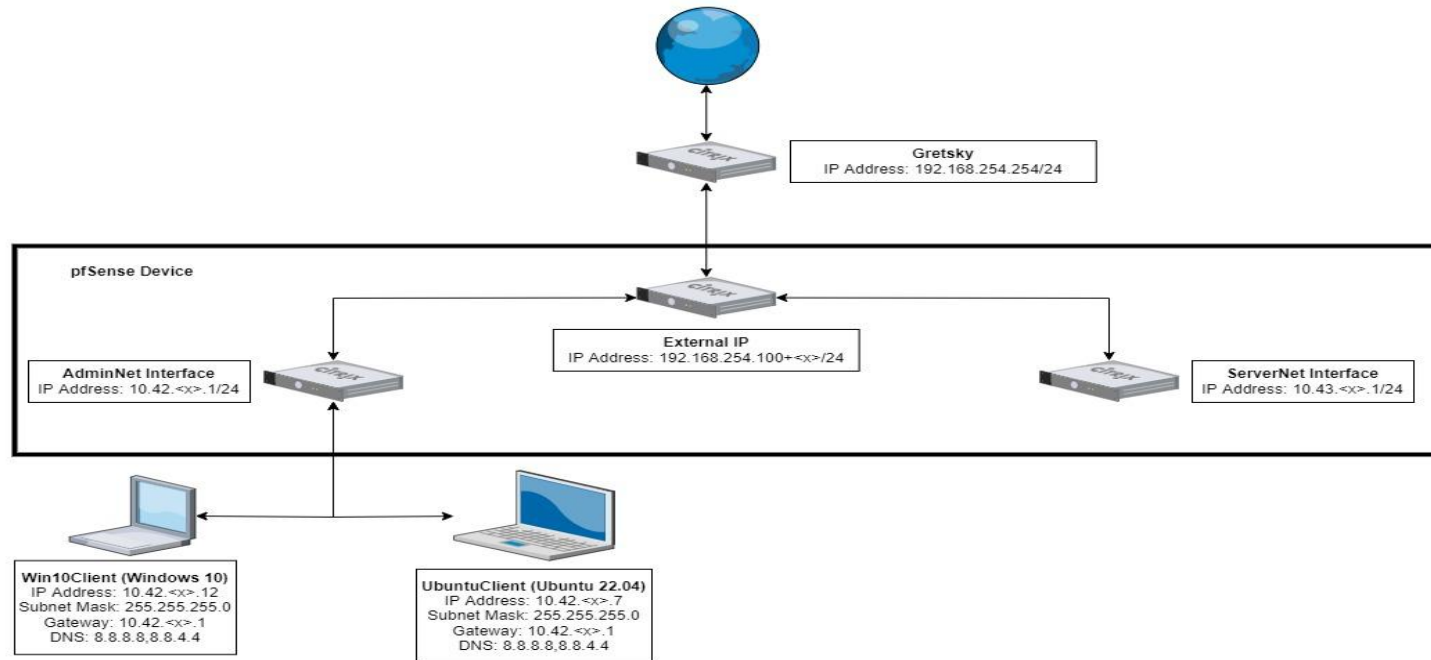 citrix
Gretsky
IP Address: 192.168.254.254/24
pfSense Device
citrix
External IP
IP Address: 192.168.254.100+<x>/24
citrix
AdminNet Interface
IP Address: 10.42.<x>.1/24
citrix
ServerNet Interface
IP Address: 10.43.<x>.1/24
Win10Client (Windows 10)
IP Address: 10.42.<x>.12
Subnet Mask: 255.255.255.0
Gateway: 10.42.<x>.1
DNS: 8.8.8.8,8.8.4.4
UbuntuClient (Ubuntu 22.04)
IP Address: 10.42.<x>.7
Subnet Mask: 255.255.255.0
Gateway: 10.42.<x>.1
DNS: 8.8.8.8,8.8.4.4